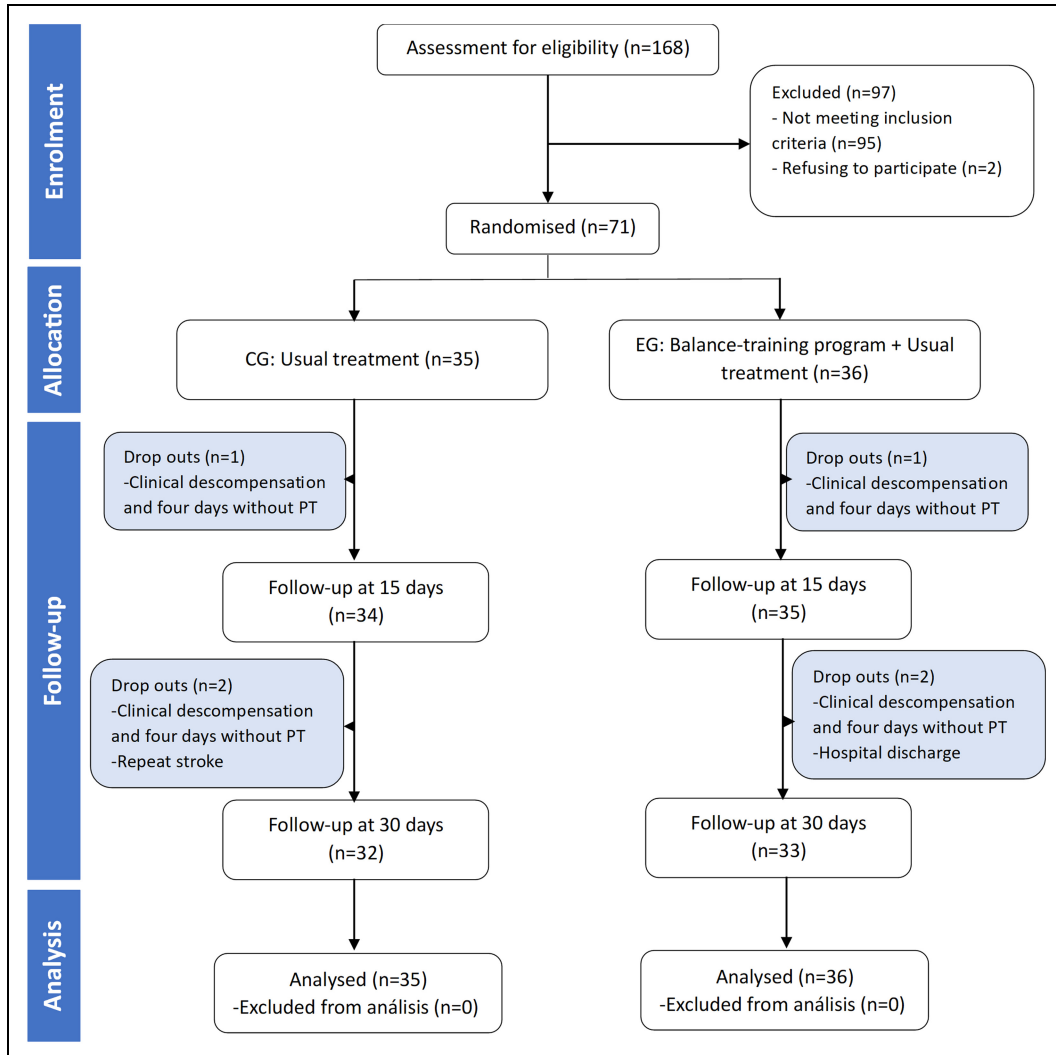 Enrolment
Assessment for eligibility (n=168)
Excluded (n=97)
- Not meeting inclusion
criteria (n=95)
- Refusing to participate (n=2)
Randomised (n=71)
Allocation
CG: Usual treatment (n=35)
EG: Balance-training program + Usual
treatment (n=36)
Follow-up
Drop outs (n=1)
-Clinical descompensation
and four days without PT
Drop outs (n=1)
-Clinical descompensation
and four days without PT
Follow-up at 15 days
(n=34)
Follow-up at 15 days
(n=35)
Drop outs (n=2)
-Clinical descompensation
and four days without PT
-Repeat stroke
Drop outs (n=2)
-Clinical descompensation
and four days without PT
-Hospital discharge
Follow-up at 30 days
(n=32)
Follow-up at 30 days
(n=33)
Analysis
Analysed (n=35)
-Excluded from análisis (n=0)
Analysed (n=36)
-Excluded from análisis (n=0)